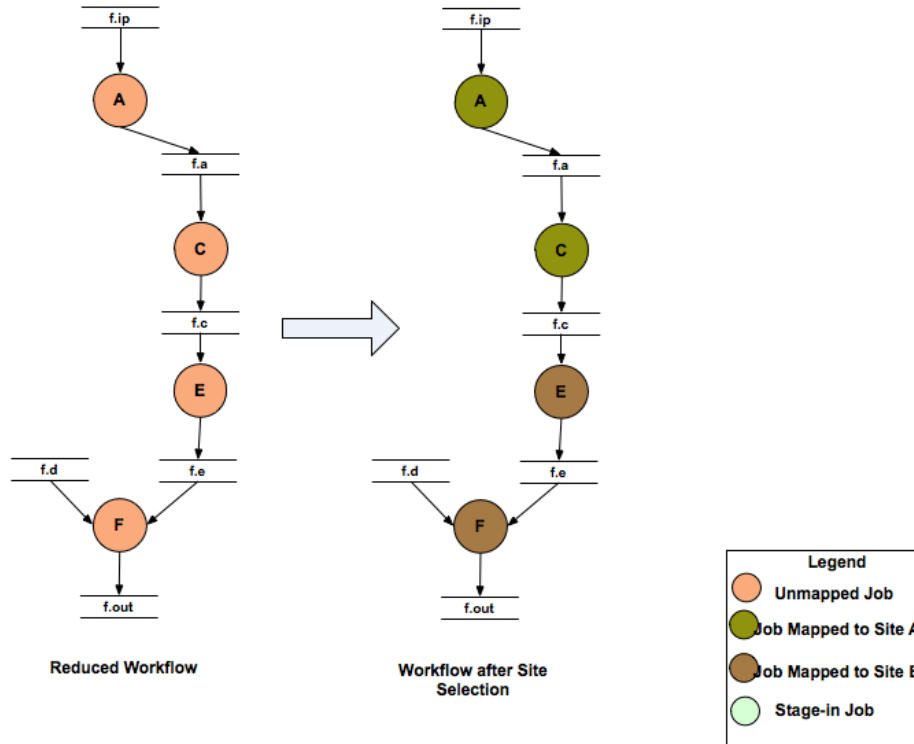 f.ip
A
f.a
C
f.c
E
f.d
f.e
F
f.out
Reduced Workflow
f.ip
A
f.a
C
f.c
E
f.d
f.e
F
f.out
Workflow after Site
Selection
Legend
Unmapped Job
Job Mapped to Site A
Job Mapped to Site
Stage-in Job